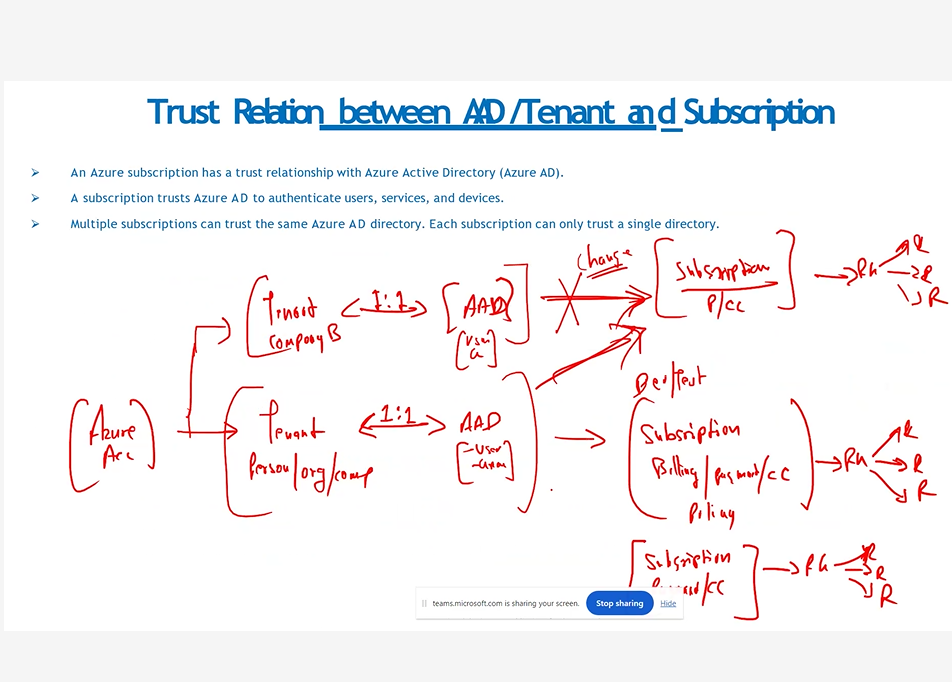 Trust Relation between AAD/Tenant and Subscription
An Azure subscription has a trust relationship with Azure Active Directory (Azure AD).
A subscription trusts Azure AD to authenticate users, services, and devices.
Multiple subscriptions can trust the same Azure AD directory. Each subscription can only trust a single directory.
Change
Tenant
Company B
1:1
AAD
User
G
Subscription
P/CC
RG
R
R
R
Azure
Acc
Tenant
Person/org/comp
1:1
AAD
-User
Dev/Test
Subscription
Billing/payment/CC
Policy
RG
R
R
R
Subscription
/CC
RG
R
R
R
teams.microsoft.com is sharing your screen.
Stop sharing
Hide